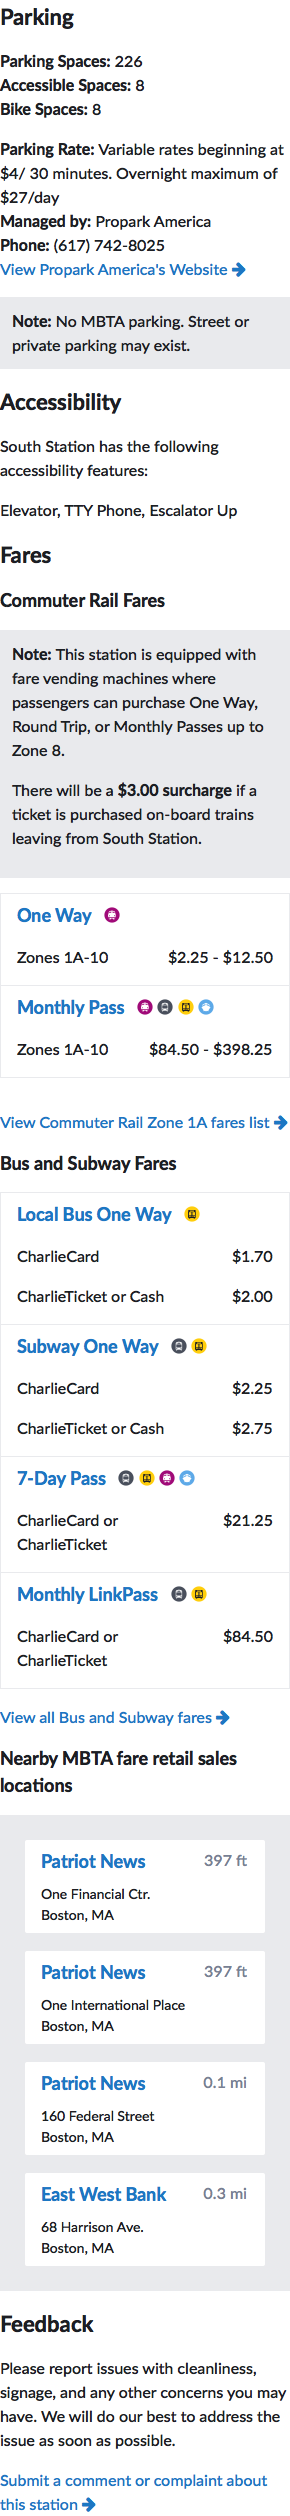 Parking
Parking Spaces: 226
Accessible Spaces: 8
Bike Spaces: 8
Parking Rate: Variable rates beginning at
$4/ 30 minutes. Overnight maximum of
$27/day
Managed by: Propark America
Phone: (617) 742-8025
View Propark America's Website
Note: No MBTA parking. Street or
private parking may exist.
Accessibility
South Station has the following
accessibility features:
Elevator, TTY Phone, Escalator Up
Fares
Commuter Rail Fares
Note: This station is equipped with
fare vending machines where
passengers can purchase One Way,
Round Trip, or Monthly Passes up to
Zone 8.
There will be a $3.00 surcharge if a
ticket is purchased on-board trains
leaving from South Station.
One Way
Zones 1A-10 $2.25 - $12.50
Monthly Pass
Zones 1A-10 $84.50 - $398.25
View Commuter Rail Zone 1A fares list
Bus and Subway Fares
Local Bus One Way
CharlieCard $1.70
CharlieTicket or Cash $2.00
Subway One Way
CharlieCard $2.25
CharlieTicket or Cash $2.75
7-Day Pass
CharlieCard or $21.25
CharlieTicket
Monthly LinkPass
CharlieCard or $84.50
CharlieTicket
View all Bus and Subway fares
Nearby MBTA fare retail sales
locations
Patriot News 397 ft
One Financial Ctr.
Boston, MA
Patriot News 397 ft
One International Place
Boston, MA
Patriot News 0.1 mi
160 Federal Street
Boston, MA
East West Bank 0.3 mi
68 Harrison Ave.
Boston, MA
Feedback
Please report issues with cleanliness,
signage, and any other concerns you may
have. We will do our best to address the
issue as soon as possible.
Submit a comment or complaint about
this station